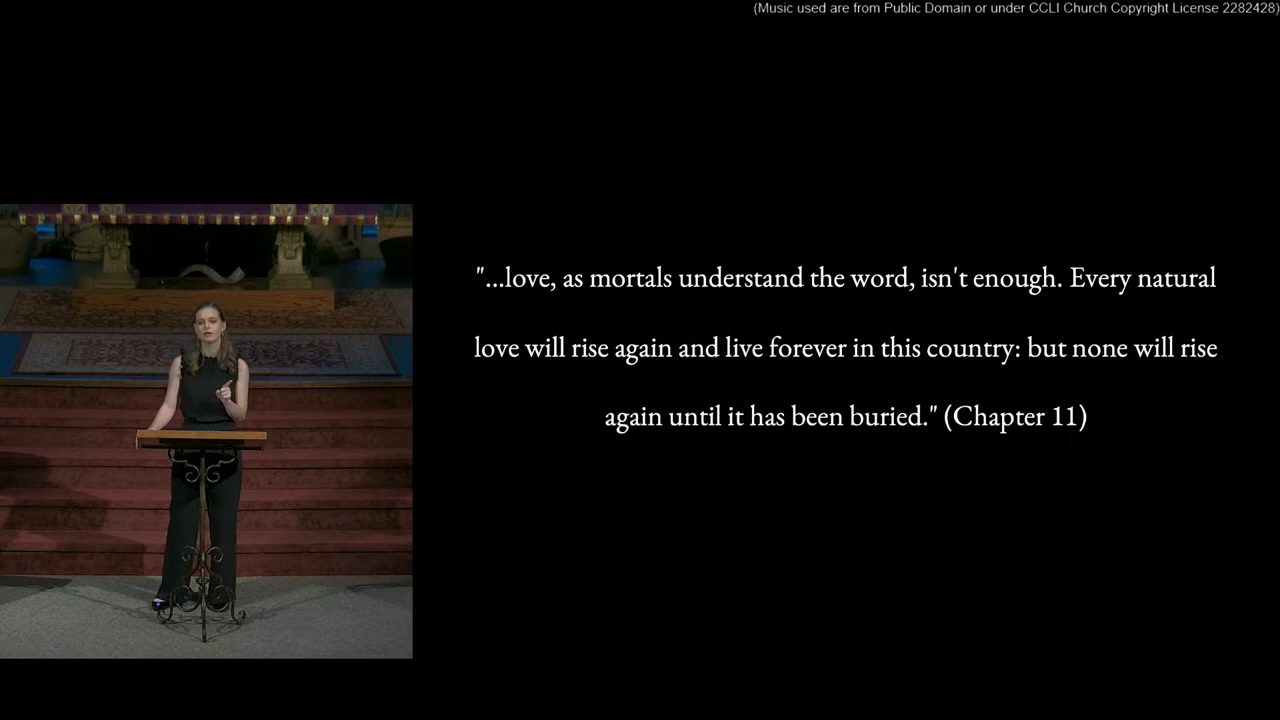 (Music used are from Public Domain or under CCLI Church Copyright License 2282428)
"...love, as mortals understand the word, isn't enough. Every natural
love will rise again and live forever in this country: but none will rise
again until it has been buried." (Chapter 11)